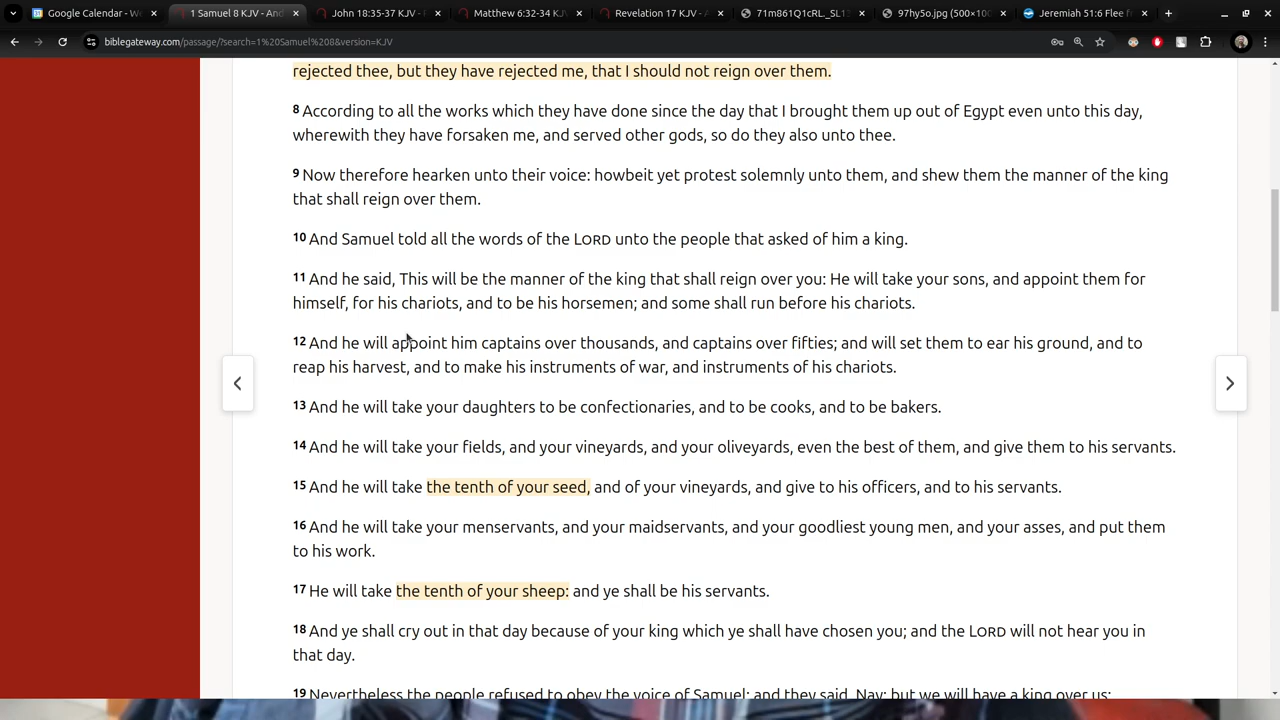 Google Calendar - Wo
1 Samuel 8 KJV - And
John 18:35-37 KJV - 
Matthew 6:32-34 KJV
Revelation 17 KJV - A
71m861Q1cRL._SL15
97hy5o.jpg (500×100
Jeremiah 51:6 Flee f
biblegateway.com/passage/?search=1%20Samuel%208&version=KJV
rejected thee, but they have rejected me, that I should not reign over them.
8 According to all the works which they have done since the day that I brought them up out of Egypt even unto this day,
wherewith they have forsaken me, and served other gods, so do they also unto thee.
9 Now therefore hearken unto their voice: howbeit yet protest solemnly unto them, and shew them the manner of the king
that shall reign over them.
10 And Samuel told all the words of the LORD unto the people that asked of him a king.
11 And he said, This will be the manner of the king that shall reign over you: He will take your sons, and appoint them for
himself, for his chariots, and to be his horsemen; and some shall run before his chariots.
12 And he will appoint him captains over thousands, and captains over fifties; and will set them to ear his ground, and to
reap his harvest, and to make his instruments of war, and instruments of his chariots.
13 And he will take your daughters to be confectionaries, and to be cooks, and to be bakers.
14 And he will take your fields, and your vineyards, and your oliveyards, even the best of them, and give them to his servants.
15 And he will take the tenth of your seed, and of your vineyards, and give to his officers, and to his servants.
16 And he will take your menservants, and your maidservants, and your goodliest young men, and your asses, and put them
to his work.
17 He will take the tenth of your sheep: and ye shall be his servants.
18 And ye shall cry out in that day because of your king which ye shall have chosen you; and the LORD will not hear you in
that day.
19 Nevertheless the people refused to obey the voice of Samuel; and they said, Nay; but we will have a king over us;